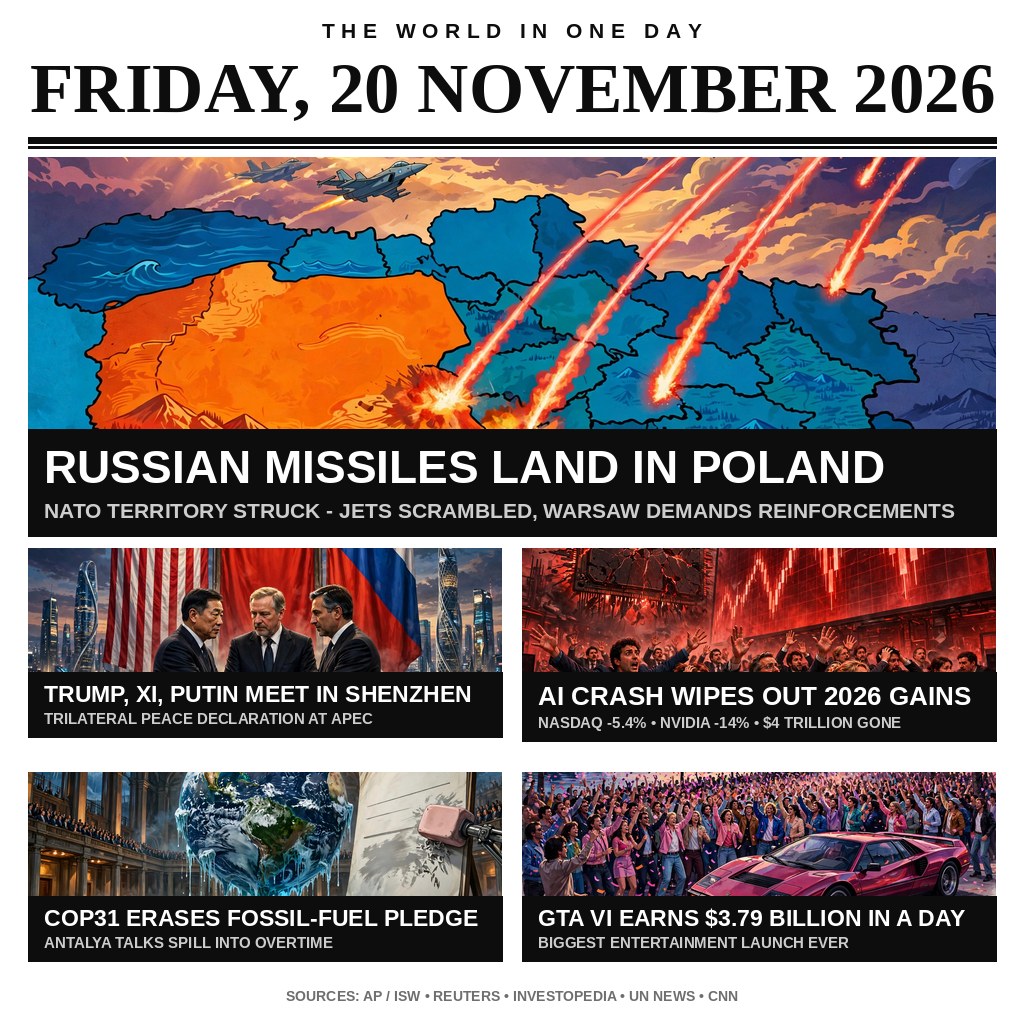 THE WORLD IN ONE DAY
FRIDAY, 20 NOVEMBER 2026
RUSSIAN MISSILES LAND IN POLAND
NATO TERRITORY STRUCK - JETS SCRAMBLED, WARSAW DEMANDS REINFORCEMENTS
TRUMP, XI, PUTIN MEET IN SHENZHEN
TRILATERAL PEACE DECLARATION AT APEC
AI CRASH WIPES OUT 2026 GAINS
NASDAQ -5.4% • NVIDIA -14% • $4 TRILLION GONE
COP31 ERASES FOSSIL-FUEL PLEDGE
ANTALYA TALKS SPILL INTO OVERTIME
GTA VI EARNS $3.79 BILLION IN A DAY
BIGGEST ENTERTAINMENT LAUNCH EVER
SOURCES: AP / ISW • REUTERS • INVESTOPEDIA • UN NEWS • CNN